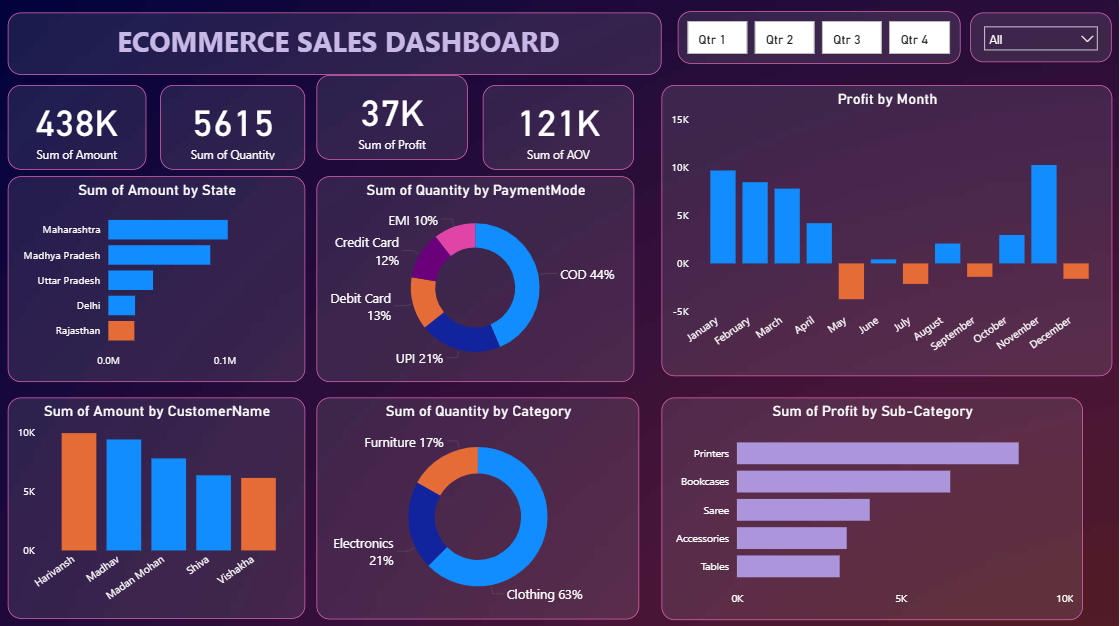 ECOMMERCE SALES DASHBOARD
Qtr 1
Qtr 2
Qtr 3
Qtr 4
All
438K
Sum of Amount
5615
Sum of Quantity
37K
Sum of Profit
121K
Sum of AOV
Profit by Month
15K
10K
5K
0K
-5K
January
February
March
April
May
June
July
August
September
October
November
December
Sum of Amount by State
Maharashtra
Madhya Pradesh
Uttar Pradesh
Delhi
Rajasthan
0.0M
0.1M
Sum of Quantity by PaymentMode
EMI 10%
Credit Card
12%
Debit Card
13%
UPI 21%
COD 44%
Sum of Amount by CustomerName
10K
5K
0K
Harivansh
Madhav
Madan Mohan
Shiva
Vishakha
Sum of Quantity by Category
Furniture 17%
Electronics
21%
Clothing 63%
Sum of Profit by Sub-Category
Printers
Bookcases
Saree
Accessories
Tables
0K
5K
10K